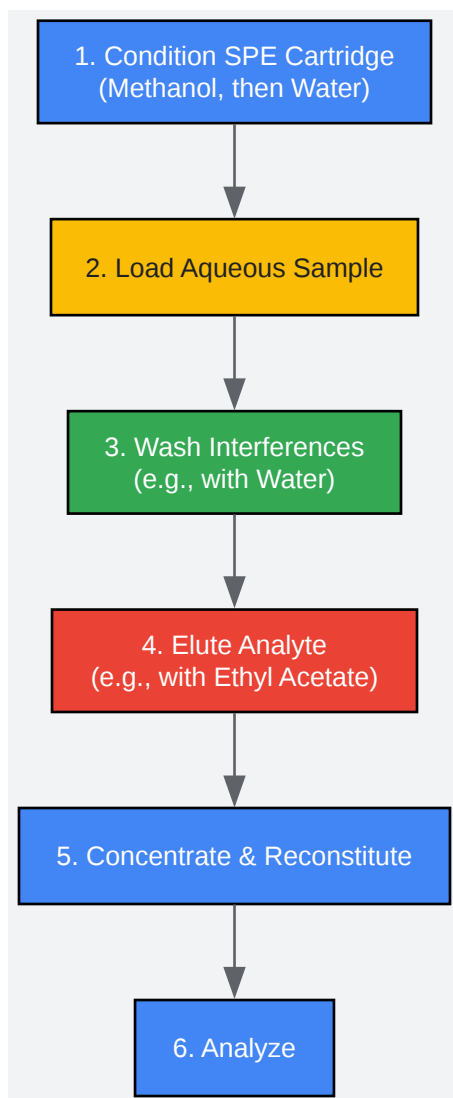 1. Condition SPE Cartridge
(Methanol, then Water)
2. Load Aqueous Sample
3. Wash Interferences
(e.g., with Water)
4. Elute Analyte
(e.g., with Ethyl Acetate)
5. Concentrate & Reconstitute
6. Analyze